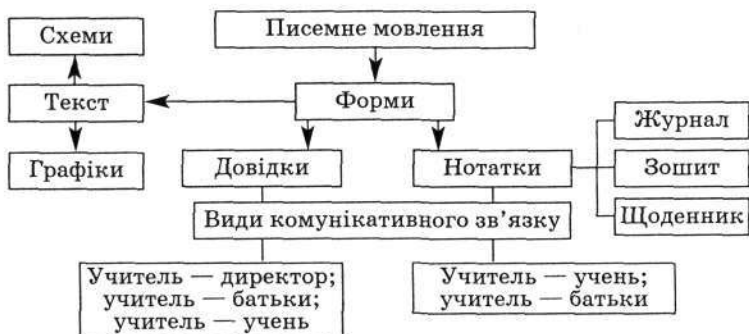 Схеми
Писемне мовлення
Текст
Форми
Журнал
Графіки
Довідки
Нотатки
Зошит
Щоденник
Види комунікативного зв’язку
Учитель — директор;
учитель — батьки;
учитель — учень
Учитель — учень;
учитель — батьки